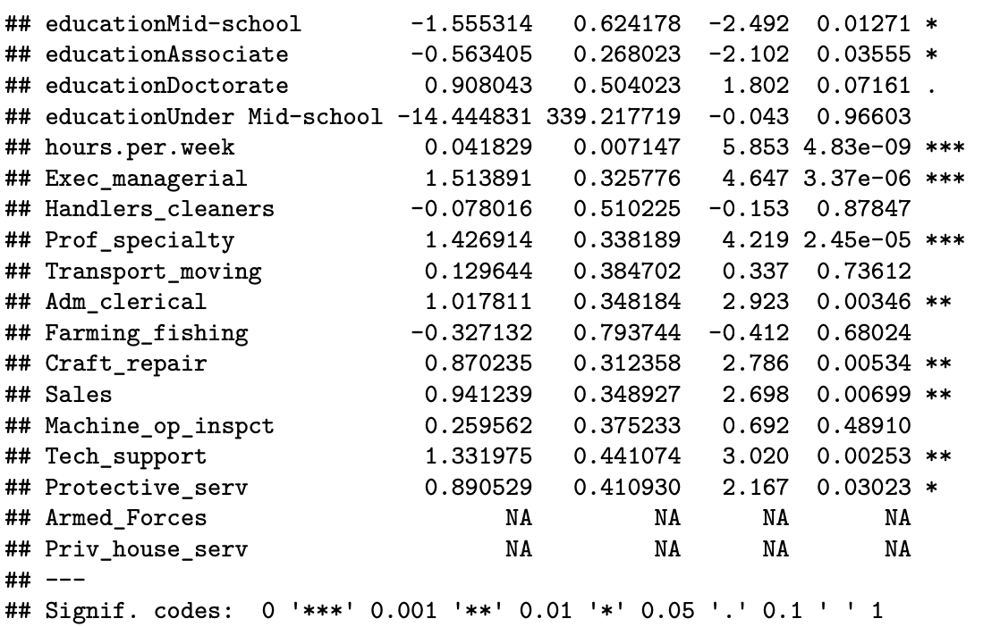 ## educationMid-school -1.555314 0.624178 -2.492 0.01271 *
## educationAssociate -0.563405 0.268023 -2.102 0.03555 *
## educationDoctorate 0.908043 0.504023 1.802 0.07161 .
## educationUnder Mid-school -14.444831 339.217719 -0.043 0.96603
## hours.per.week 0.041829 0.007147 5.853 4.83e-09 ***
## Exec_managerial 1.513891 0.325776 4.647 3.37e-06 ***
## Handlers_cleaners -0.078016 0.510225 -0.153 0.87847
## Prof_specialty 1.426914 0.338189 4.219 2.45e-05 ***
## Transport_moving 0.129644 0.384702 0.337 0.73612
## Adm_clerical 1.017811 0.348184 2.923 0.00346 **
## Farming_fishing -0.327132 0.793744 -0.412 0.68024
## Craft_repair 0.870235 0.312358 2.786 0.00534 **
## Sales 0.941239 0.348927 2.698 0.00699 **
## Machine_op_inspct 0.259562 0.375233 0.692 0.48910
## Tech_support 1.331975 0.441074 3.020 0.00253 **
## Protective_serv 0.890529 0.410930 2.167 0.03023 *
## Armed_Forces NA NA NA NA
## Priv_house_serv NA NA NA NA
## ---
## Signif. codes: 0 '***' 0.001 '**' 0.01 '*' 0.05 '.' 0.1 ' ' 1